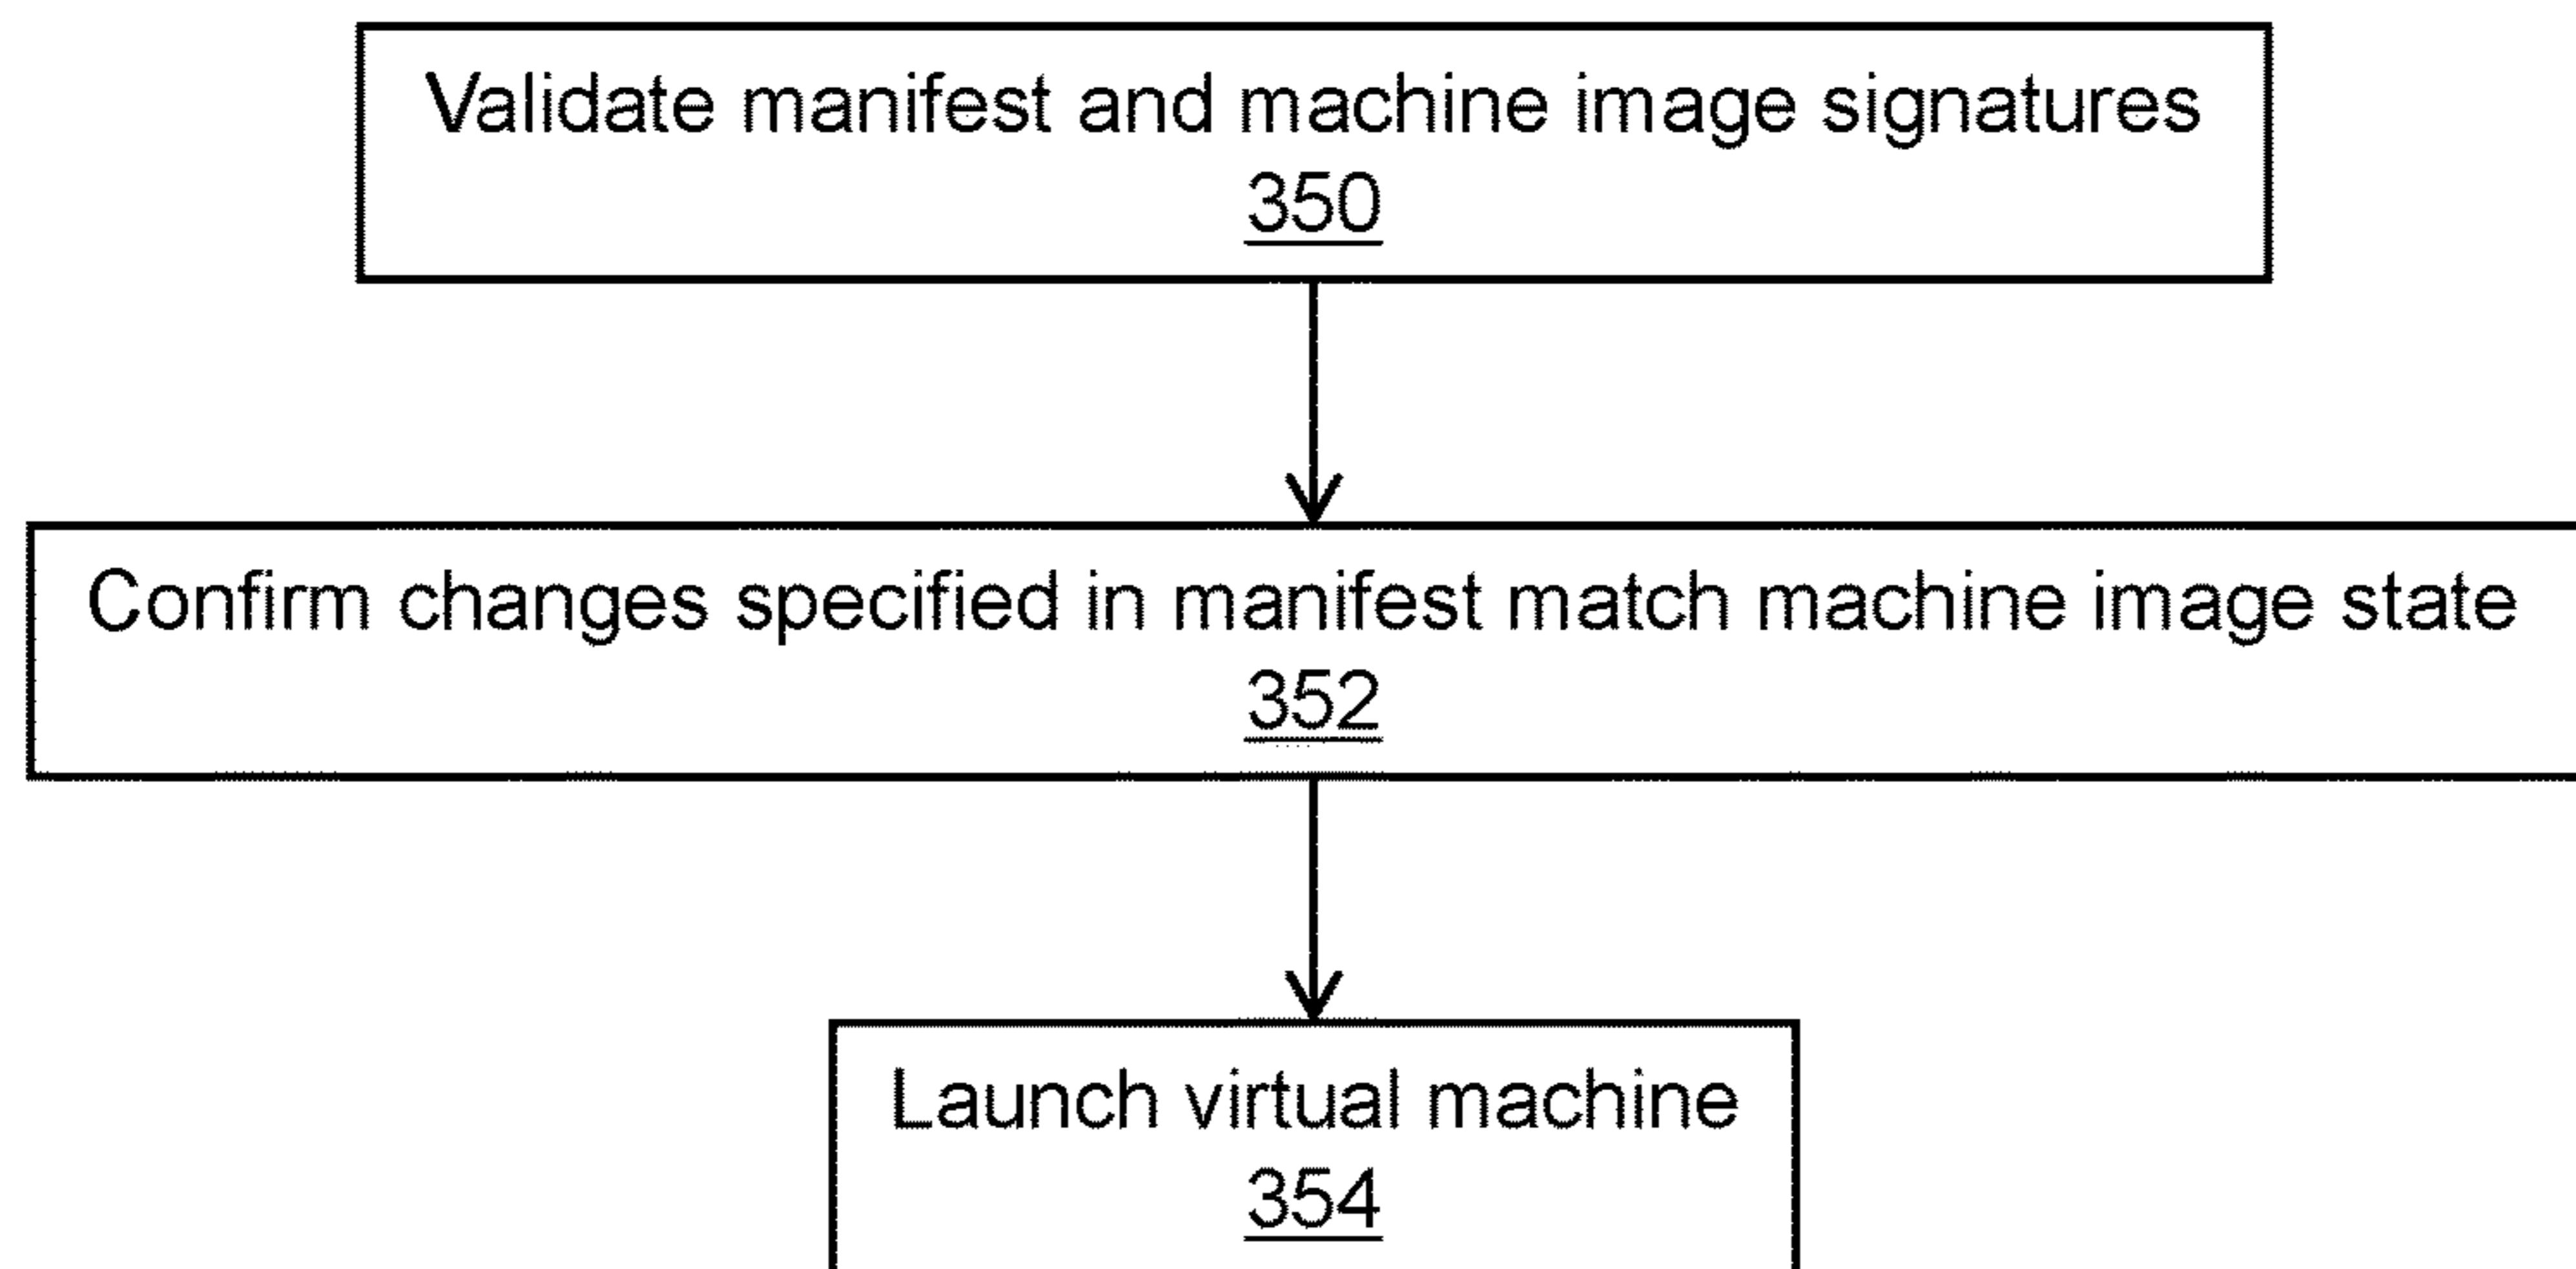 Validate manifest and machine image signatures
350
Confirm changes specified in manifest match machine image state
352
Launch virtual machine
354